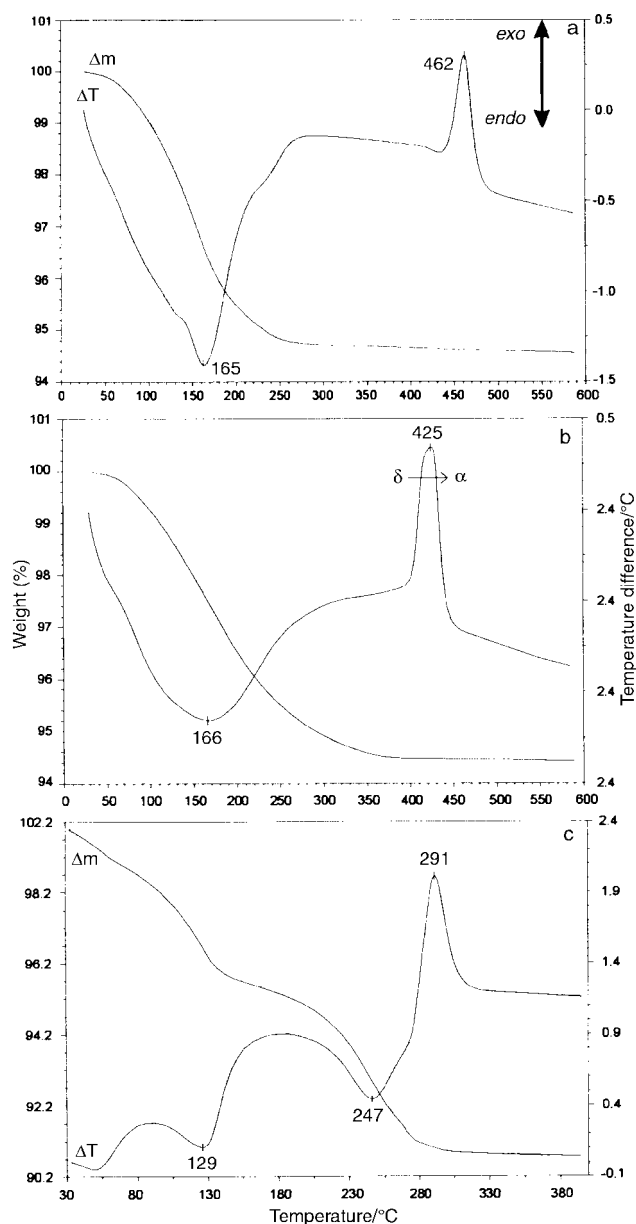 101
100
99
98
97
96
95
94
0 50 100 150 200 250 300 350 400 450 500 550 600
0.5
0.0
-0.5
-1.0
-1.5
Δm
ΔT
165
462
exo
endo
a
101
100
99
98
97
96
95
94
0 50 100 150 200 250 300 350 400 450 500 550 600
0.5
2.4
2.4
2.4
2.4
Weight (%)
Temperature difference/°C
166
425
δ → α
b
102.2
98.2
96.2
94.2
92.2
90.2
30 80 130 180 230 280 330 380
2.4
1.9
1.4
0.9
0.4
-0.1
Δm
ΔT
129
247
291
c
Temperature/°C